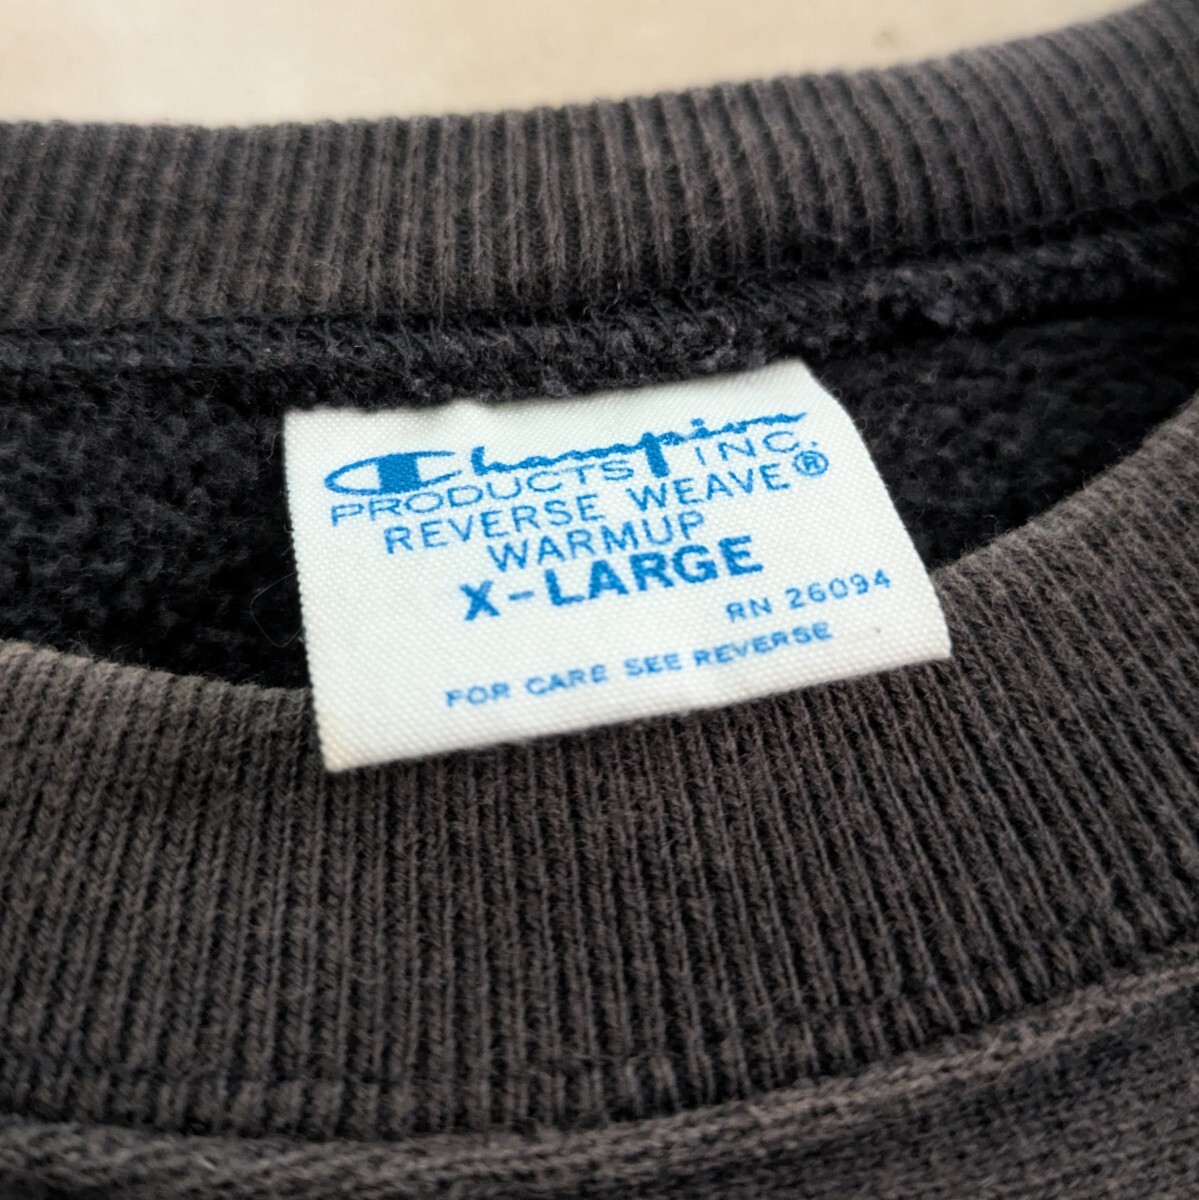 Champion
PRODUCTS INC.
REVERSE WEAVE®
WARMUP
X-LARGE
RN 26094
FOR CARE SEE REVERSE